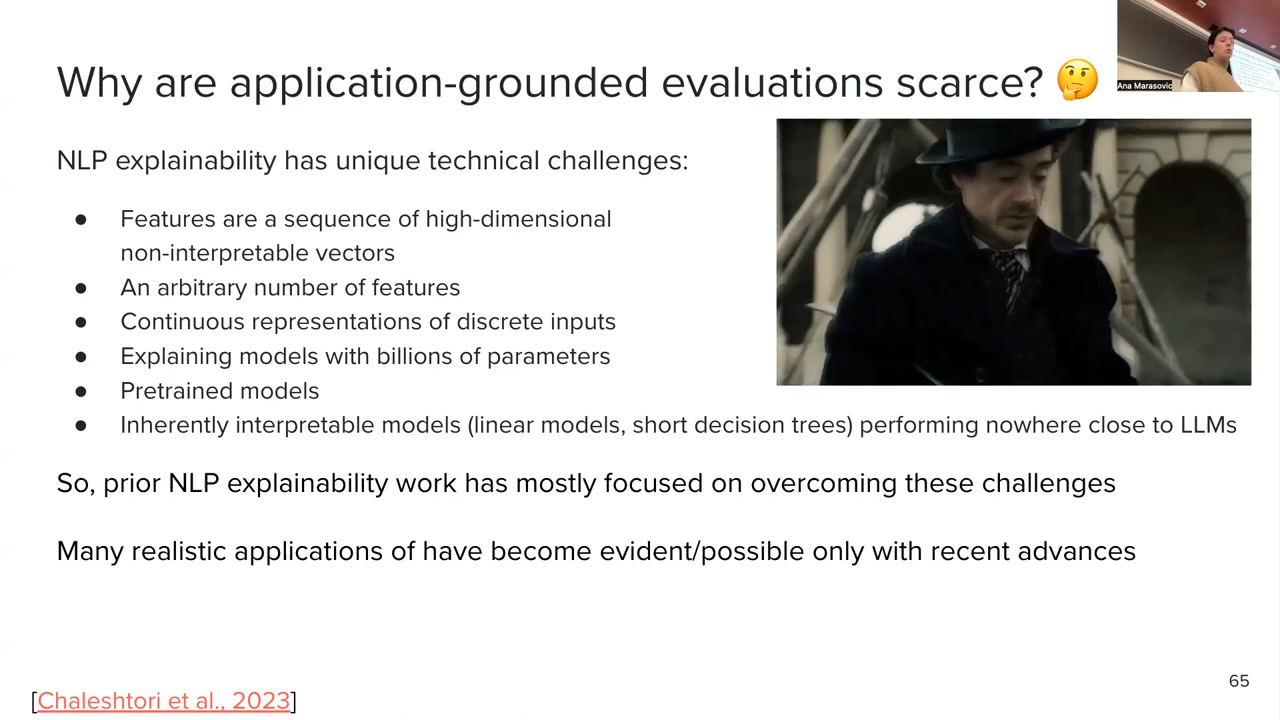 Why are application-grounded evaluations scarce? 🤔
Ana Marasovic
NLP explainability has unique technical challenges:
● Features are a sequence of high-dimensional
non-interpretable vectors
● An arbitrary number of features
● Continuous representations of discrete inputs
● Explaining models with billions of parameters
● Pretrained models
● Inherently interpretable models (linear models, short decision trees) performing nowhere close to LLMs
So, prior NLP explainability work has mostly focused on overcoming these challenges
Many realistic applications of have become evident/possible only with recent advances
65
[Chaleshtori et al., 2023]